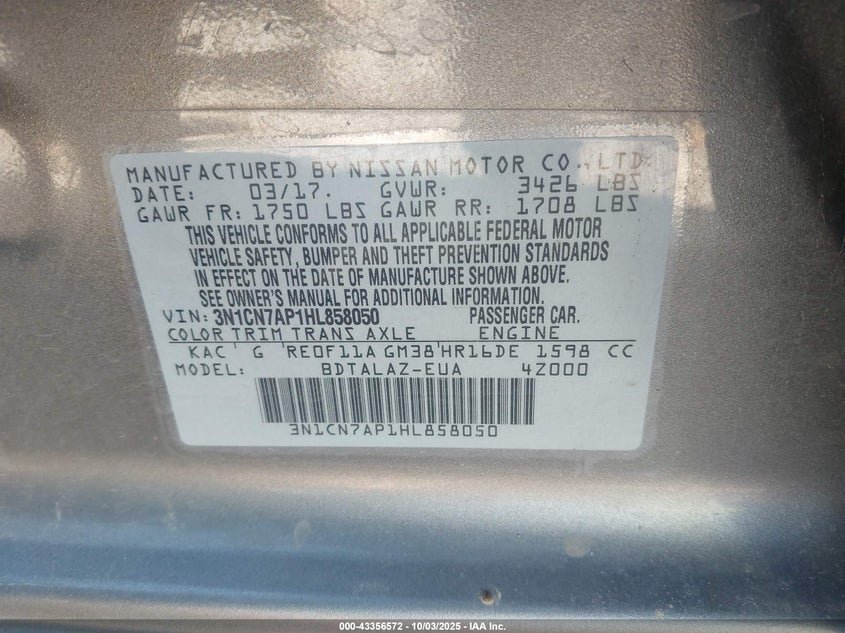 MANUFACTURED BY NISSAN MOTOR CO., LTD.
DATE: 03/17. GVWR: 3426 LBS
GAWR FR: 1750 LBS GAWR RR: 1708 LBS
THIS VEHICLE CONFORMS TO ALL APPLICABLE FEDERAL MOTOR
VEHICLE SAFETY, BUMPER AND THEFT PREVENTION STANDARDS
IN EFFECT ON THE DATE OF MANUFACTURE SHOWN ABOVE.
SEE OWNER'S MANUAL FOR ADDITIONAL INFORMATION.
VIN: 3N1CN7AP1HL858050 PASSENGER CAR.
COLOR TRIM TRANS AXLE ENGINE
KAC G RE0F11A GM38 HR16DE 1598 CC
MODEL: BDTALAZ-EUA 4Z000
3N1CN7AP1HL858050
000-43356572 | 10/03/2025 - IAA Inc.